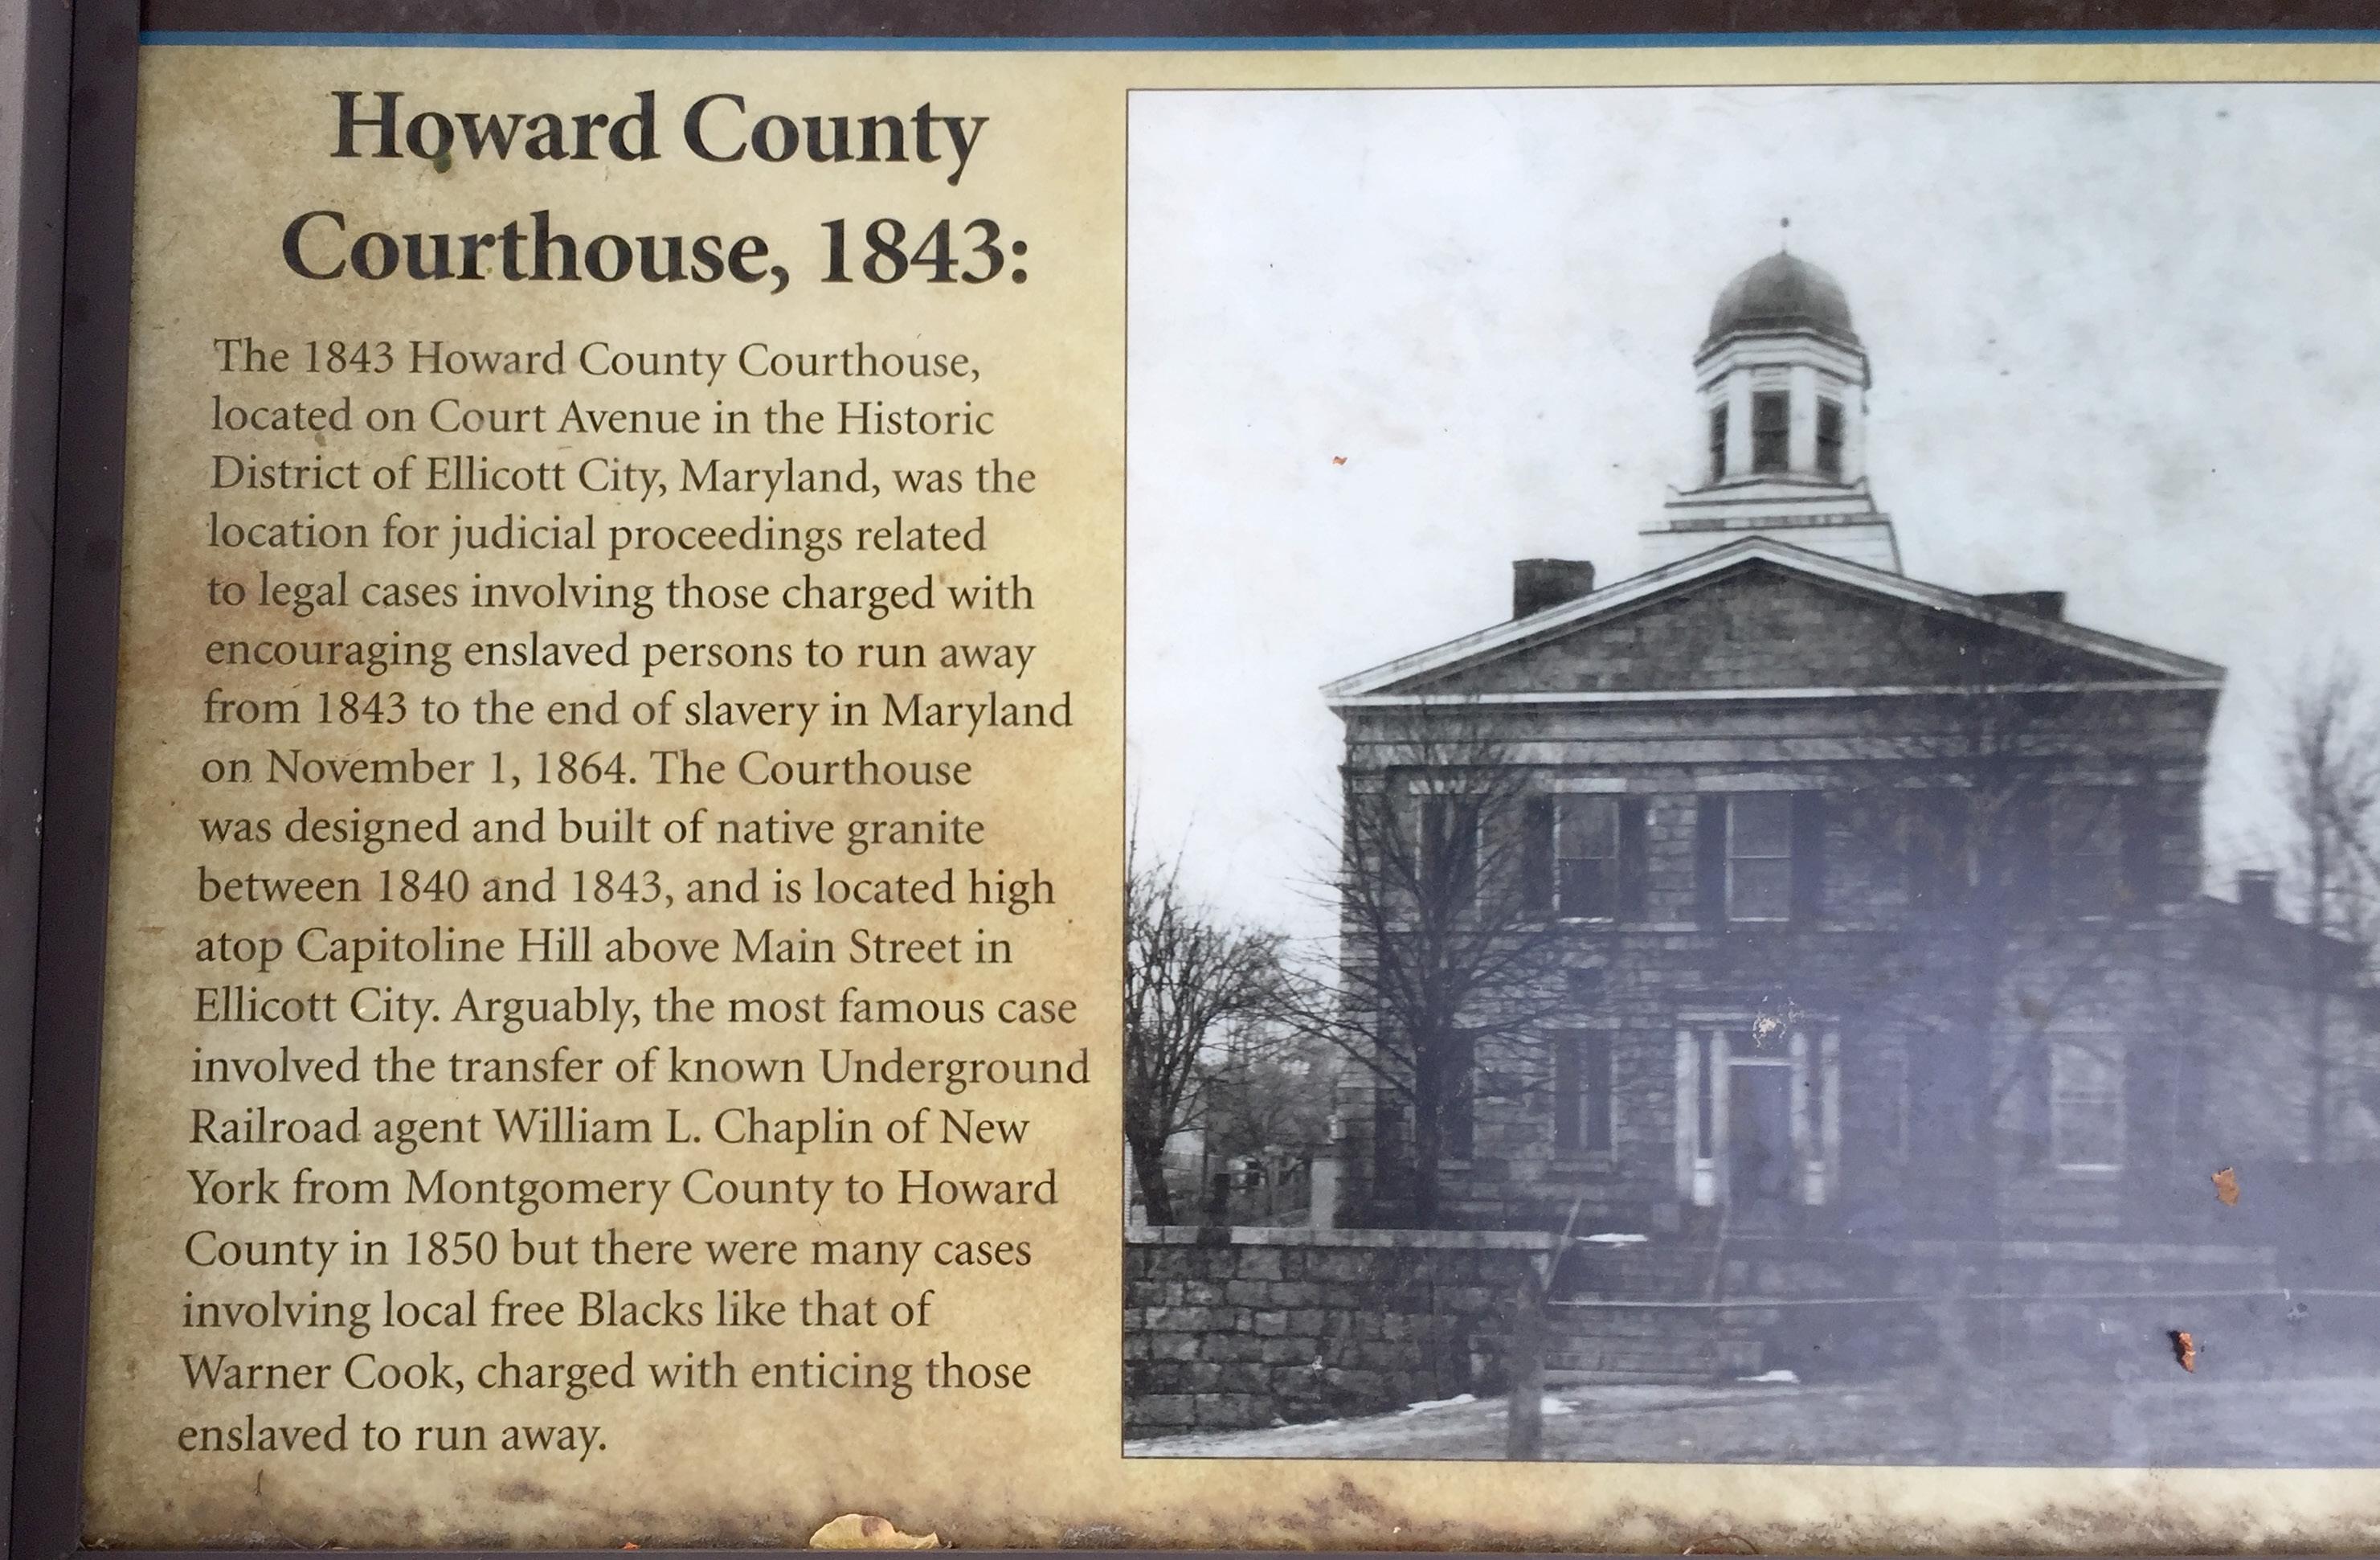 Howard County
Courthouse, 1843:
The 1843 Howard County Courthouse,
located on Court Avenue in the Historic
District of Ellicott City, Maryland, was the
location for judicial proceedings related
to legal cases involving those charged with
encouraging enslaved persons to run away
from 1843 to the end of slavery in Maryland
on November 1, 1864. The Courthouse
was designed and built of native granite
between 1840 and 1843, and is located high
atop Capitoline Hill above Main Street in
Ellicott City. Arguably, the most famous case
involved the transfer of known Underground
Railroad agent William L. Chaplin of New
York from Montgomery County to Howard
County in 1850 but there were many cases
involving local free Blacks like that of
Warner Cook, charged with enticing those
enslaved to run away.